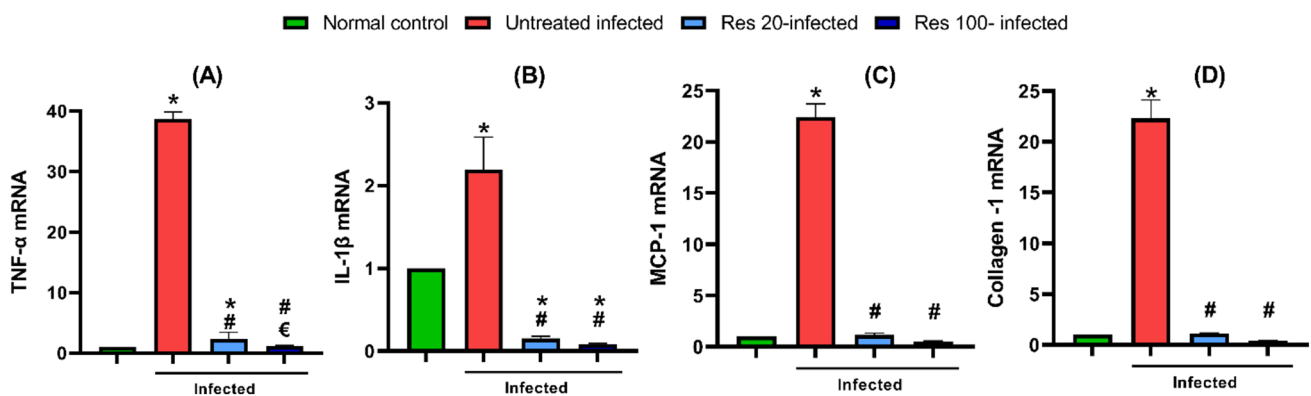 Normal control Untreated infected Res 20-infected Res 100- infected
(A)
TNF-α mRNA
40
30
20
10
0
*
*
#
#
€
Infected
(B)
IL-1β mRNA
3
2
1
0
*
*
#
*
#
Infected
(C)
MCP-1 mRNA
25
20
15
10
5
0
*
#
#
Infected
(D)
Collagen -1 mRNA
25
20
15
10
5
0
*
#
#
Infected